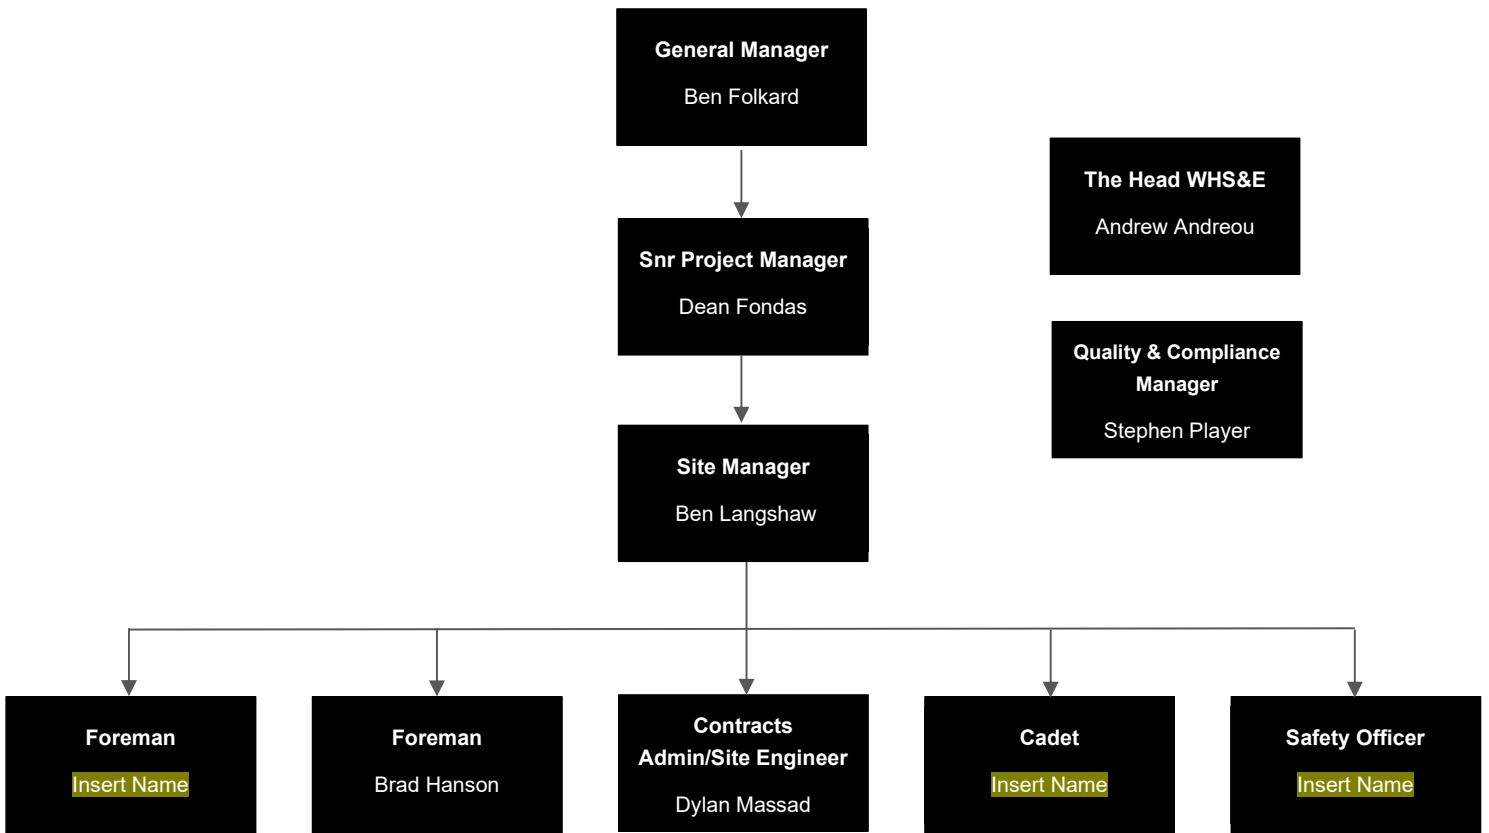 General Manager
Ben Folkard
The Head WHS&E
Andrew Andreou
Snr Project Manager
Dean Fondas
Quality & Compliance
Manager
Stephen Player
Site Manager
Ben Langshaw
Foreman
Insert Name
Foreman
Brad Hanson
Contracts
Admin/Site Engineer
Dylan Massad
Cadet
Insert Name
Safety Officer
Insert Name